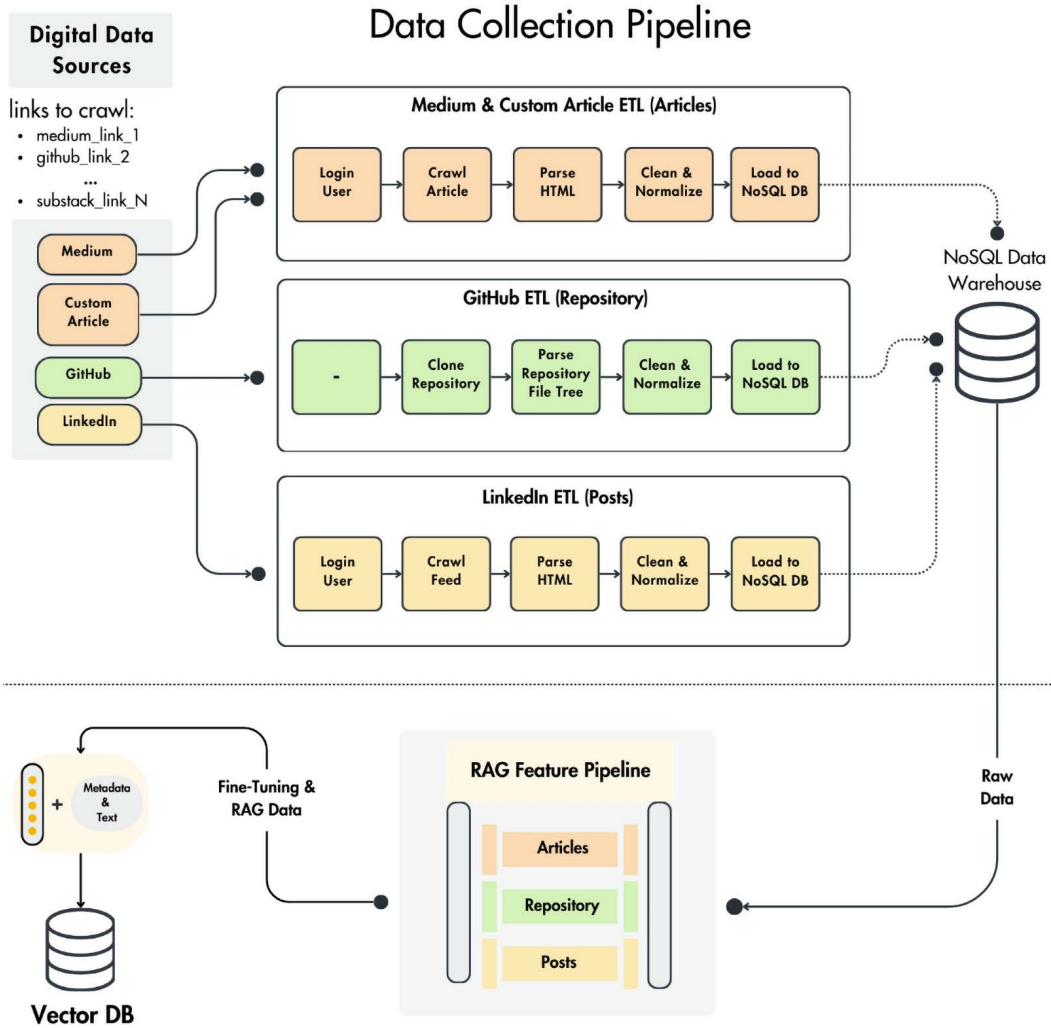 Data Collection Pipeline
Digital Data
Sources
links to crawl:
• medium_link_1
• github_link_2
...
• substack_link_N
Medium
Custom
Article
GitHub
LinkedIn
Medium & Custom Article ETL (Articles)
Login
User
Crawl
Article
Parse
HTML
Clean &
Normalize
Load to
NoSQL DB
GitHub ETL (Repository)
-
Clone
Repository
Parse
Repository
File Tree
Clean &
Normalize
Load to
NoSQL DB
LinkedIn ETL (Posts)
Login
User
Crawl
Feed
Parse
HTML
Clean &
Normalize
Load to
NoSQL DB
NoSQL Data
Warehouse
Raw
Data
RAG Feature Pipeline
Articles
Repository
Posts
Fine-Tuning &
RAG Data
+
Metadata
&
Text
Vector DB